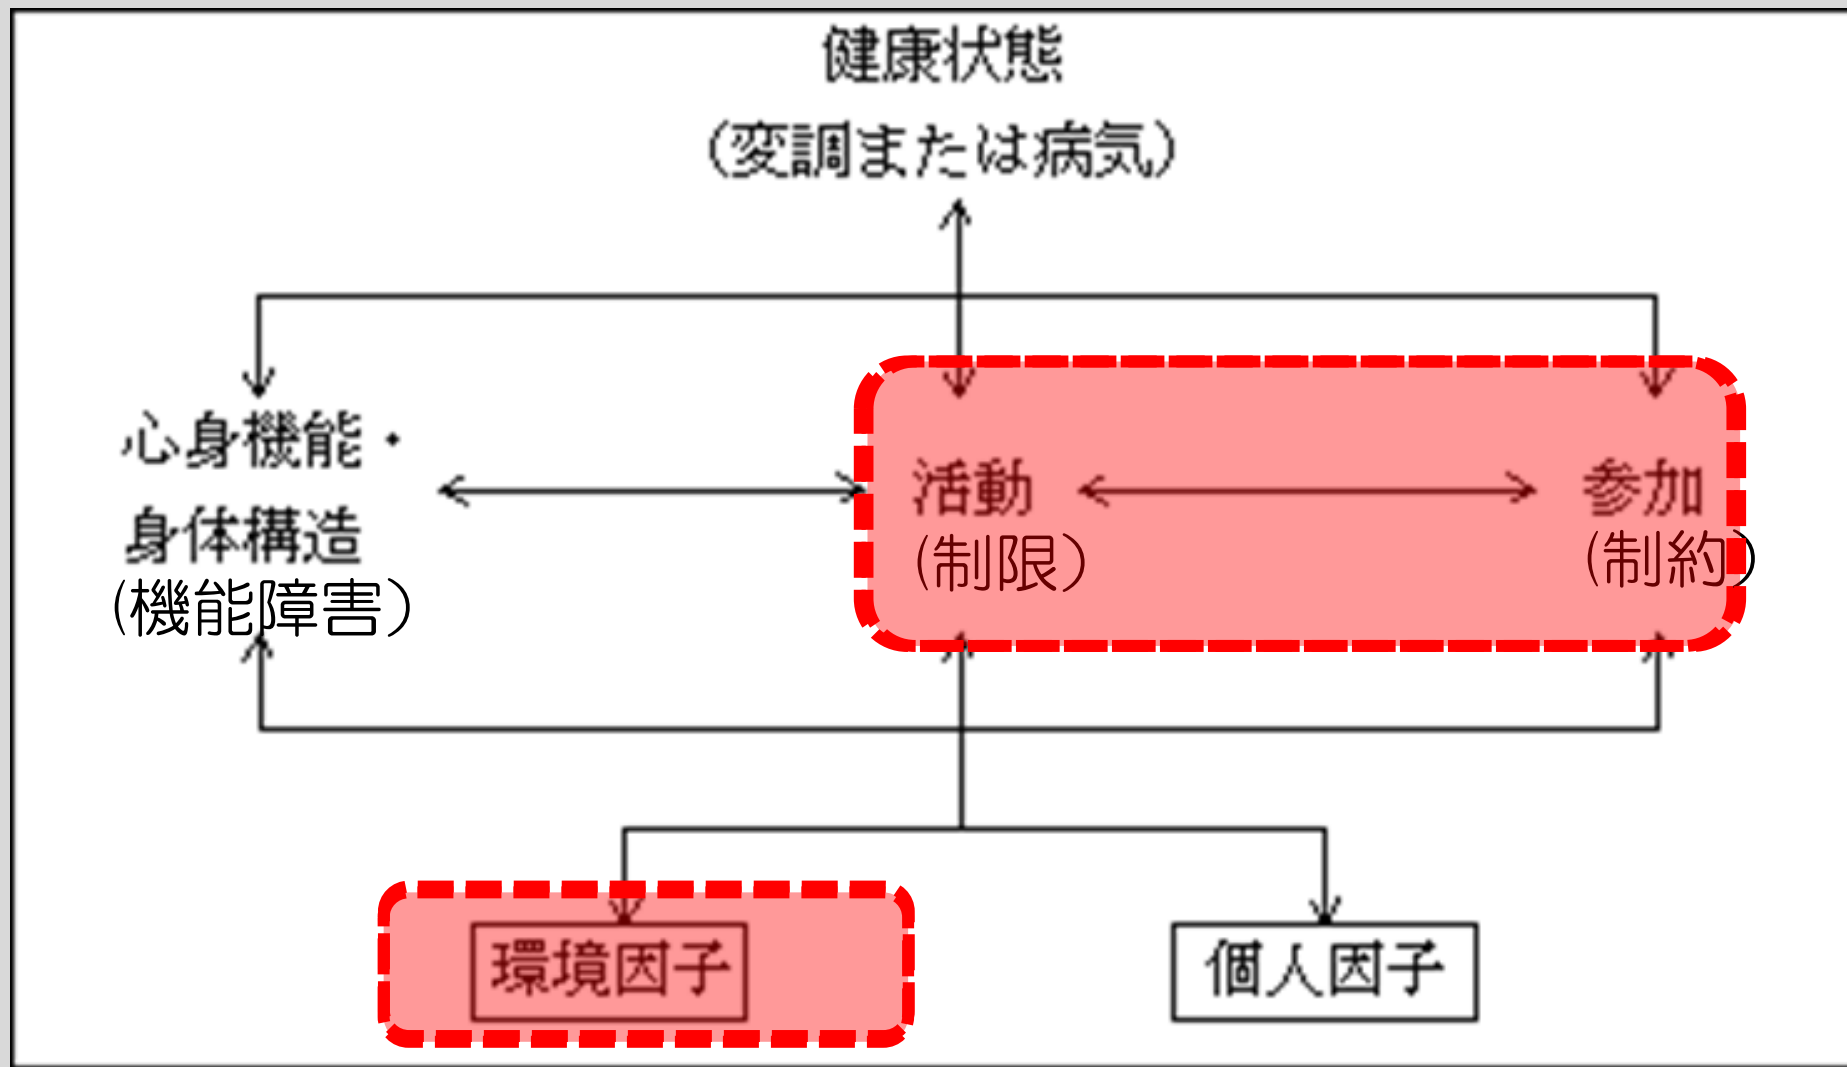 健康状態
（変調または病気）
心身機能・
身体構造
(機能障害）
活動
(制限）
参加
(制約）
環境因子
個人因子